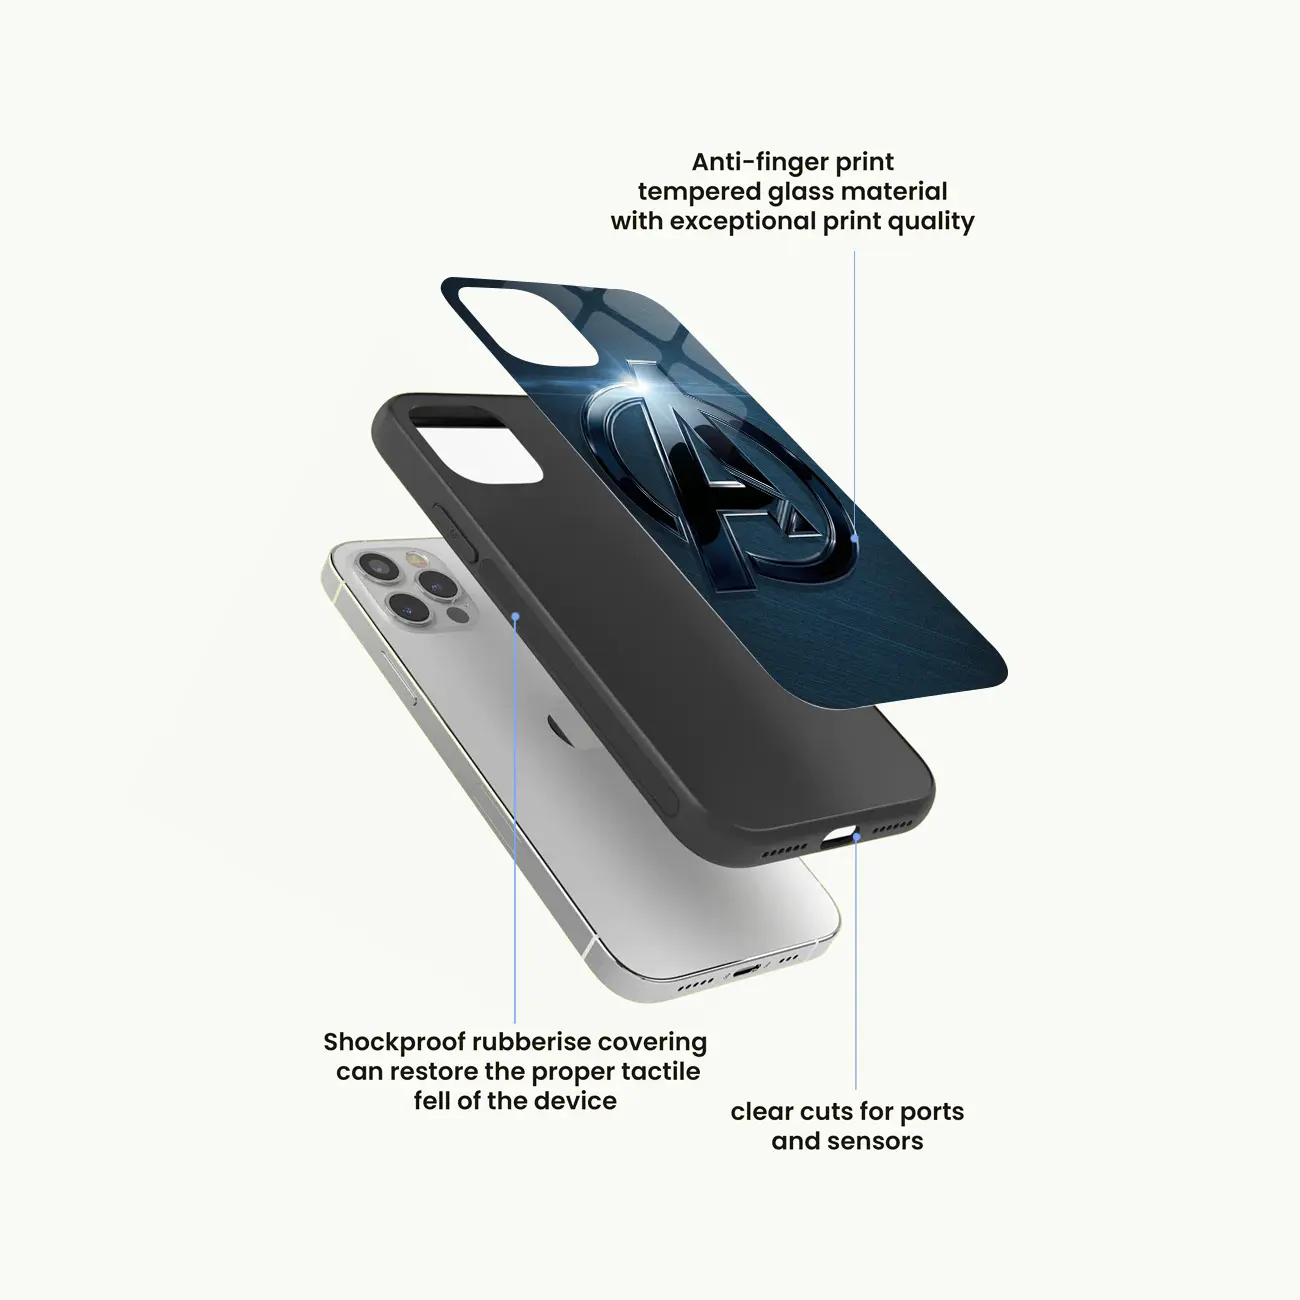 Anti-finger print
tempered glass material
with exceptional print quality
Shockproof rubberise covering
can restore the proper tactile
fell of the device
clear cuts for ports
and sensors